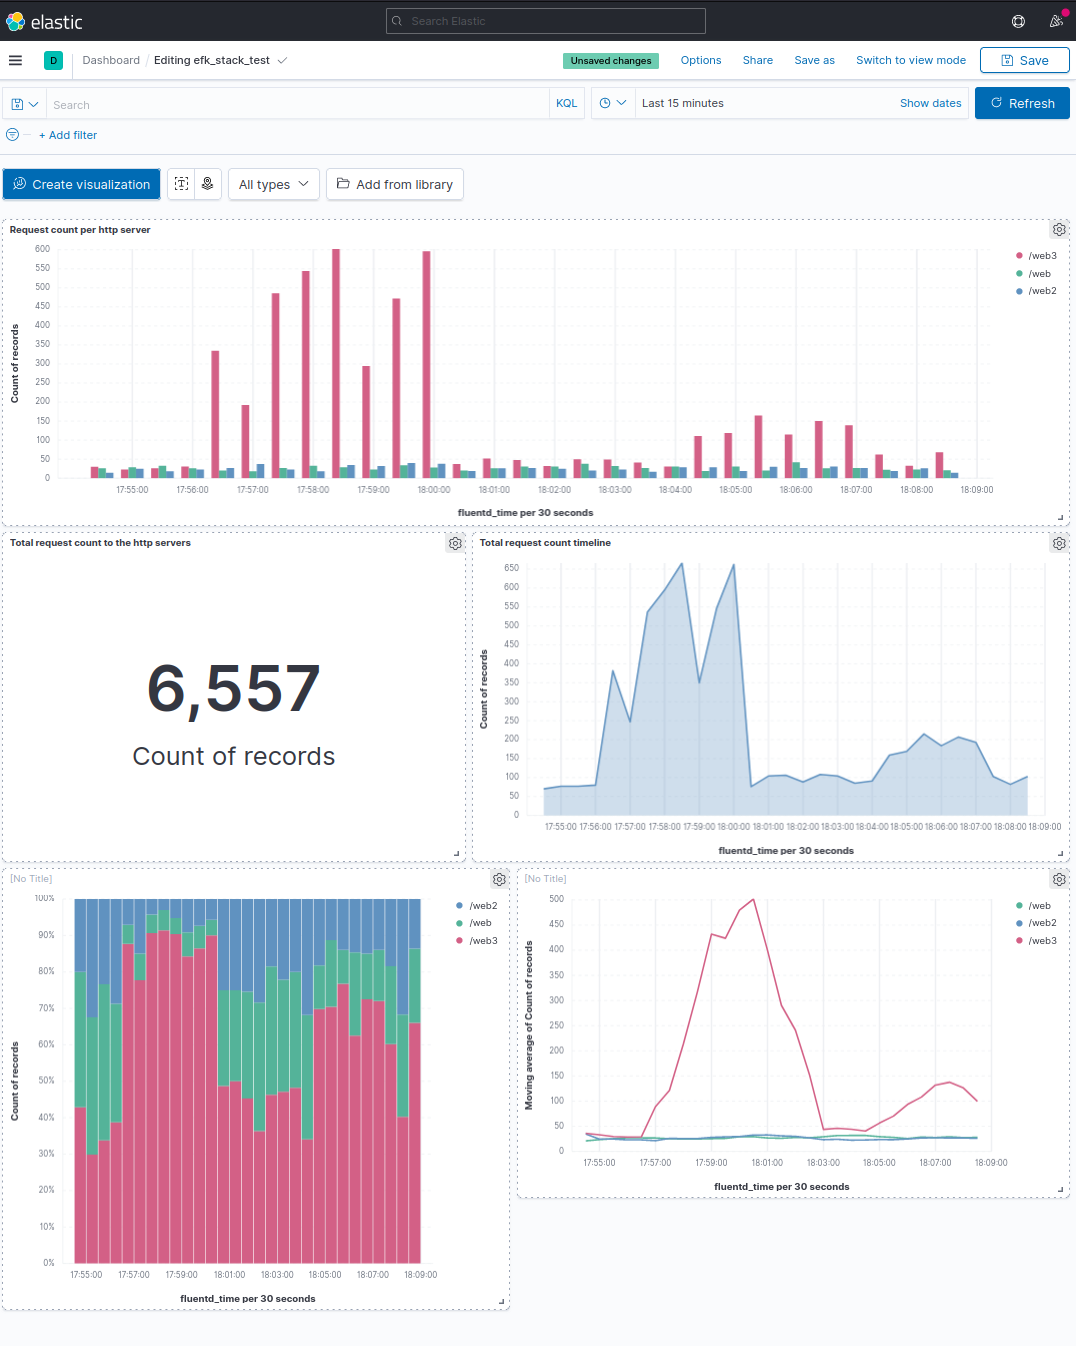 elastic
Search Elastic
D
Dashboard / Editing efk_stack_test
Unsaved changes
Options
Share
Save as
Switch to view mode
Save
Search
KQL
Last 15 minutes
Show dates
Refresh
+ Add filter
Create visualization
All types
Add from library
Request count per http server
600
550
500
450
400
350
300
250
200
150
100
50
0
Count of records
17:55:00 17:56:00 17:57:00 17:58:00 17:59:00 18:00:00 18:01:00 18:02:00 18:03:00 18:04:00 18:05:00 18:06:00 18:07:00 18:08:00 18:09:00
fluentd_time per 30 seconds
/web3
/web
/web2
Total request count to the http servers
6,557
Count of records
Total request count timeline
650
600
550
500
450
400
350
300
250
200
150
100
50
0
Count of records
17:55:00 17:56:00 17:57:00 17:58:00 17:59:00 18:00:00 18:01:00 18:02:00 18:03:00 18:04:00 18:05:00 18:06:00 18:07:00 18:08:00 18:09:00
fluentd_time per 30 seconds
[No Title]
100%
90%
80%
70%
60%
50%
40%
30%
20%
10%
0%
Count of records
17:55:00 17:57:00 17:59:00 18:01:00 18:03:00 18:05:00 18:07:00 18:09:00
fluentd_time per 30 seconds
/web2
/web
/web3
[No Title]
500
450
400
350
300
250
200
150
100
50
0
Moving average of Count of records
17:55:00 17:57:00 17:59:00 18:01:00 18:03:00 18:05:00 18:07:00 18:09:00
fluentd_time per 30 seconds
/web
/web2
/web3